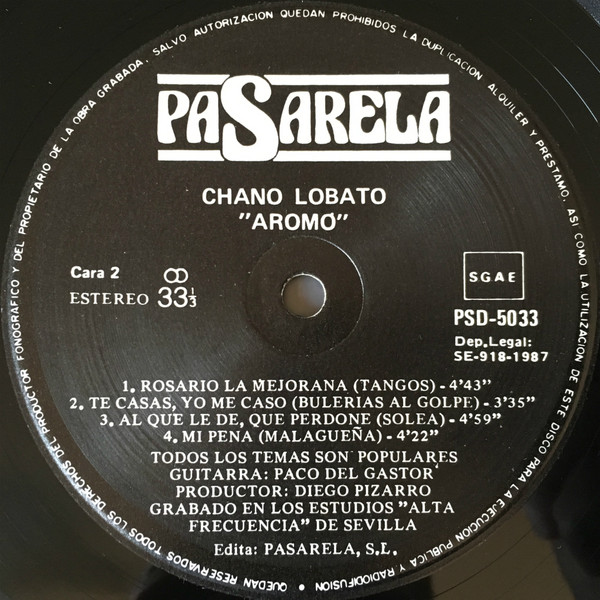 PASARELA
CHANO LOBATO
"AROMO"
Cara 2
ESTEREO 33 1/3
SGAE
PSD-5033
Dep. Legal:
SE-918-1987
1. ROSARIO LA MEJORANA (TANGOS) - 4'43"
2. TE CASAS, YO ME CASO (BULERIAS AL GOLPE) - 3'35"
3. AL QUE LE DE, QUE PERDONE (SOLEA) - 4'59"
4. MI PENA (MALAGUEÑA) - 4'22"
TODOS LOS TEMAS SON POPULARES
GUITARRA: PACO DEL GASTOR
PRODUCTOR: DIEGO PIZARRO
GRABADO EN LOS ESTUDIOS "ALTA
FRECUENCIA" DE SEVILLA
Edita: PASARELA, S.L.
QUEDAN RESERVADOS TODOS LOS DERECHOS DEL PRODUCTOR FONOGRAFICO Y DEL PROPIETARIO DE LA OBRA GRABADA. SALVO AUTORIZACION QUEDAN PROHIBIDOS LA DUPLICACION, ALQUILER Y PRESTAMO, ASI COMO LA UTILIZACION DE ESTE DISCO PARA LA EJECUCION PUBLICA Y RADIODIFUSION •